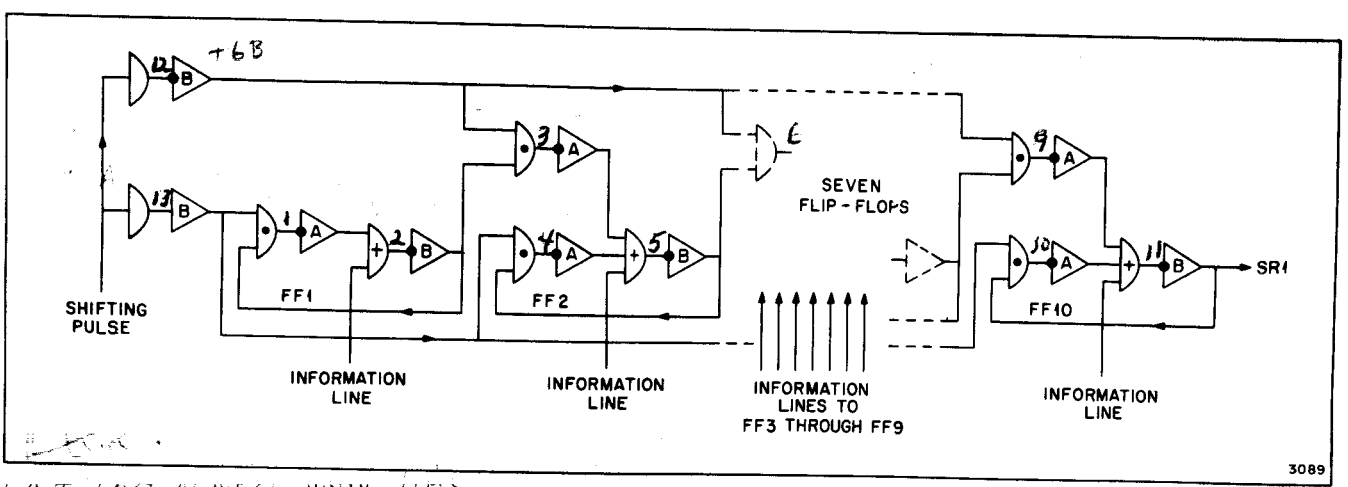 +6B
12 B
3 A
6
9 A
SEVEN
FLIP-FLOPS
13 B
1 A
+ 2 B
4 A
+ 5 B
10 A
+ 11 B
SR1
SHIFTING
PULSE
FF1
FF2
FF10
INFORMATION
LINE
INFORMATION
LINE
INFORMATION
LINES TO
FF3 THROUGH FF9
INFORMATION
LINE
3089